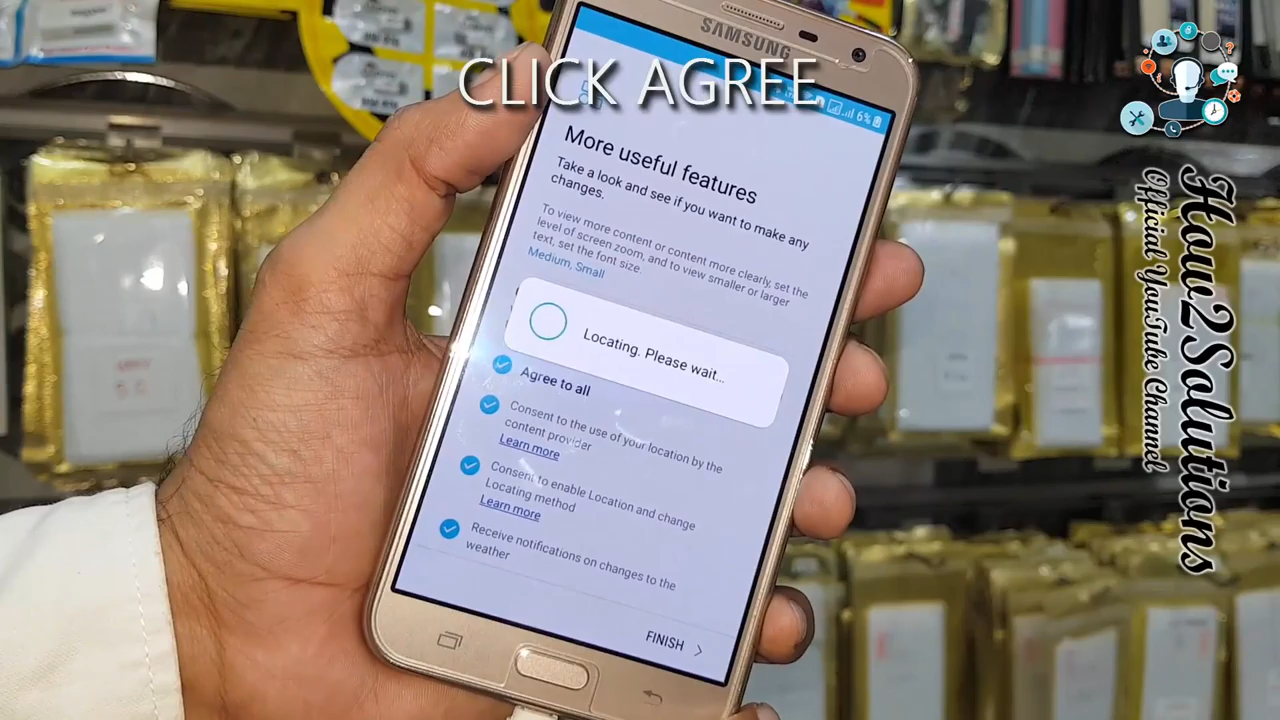 SAMSUNG
CLICK AGREE
6%
More useful features
Take a look and see if you want to make any
changes.
To view more content or content more clearly, set the
level of screen zoom, and to view smaller or larger
text, set the font size.
Medium, Small
Locating. Please wait...
Agree to all
Consent to the use of your location by the
content provider
Learn more
Consent to enable Location and change
Locating method
Learn more
Receive notifications on changes to the
weather
FINISH
How2Solutions
Official YouTube Channel